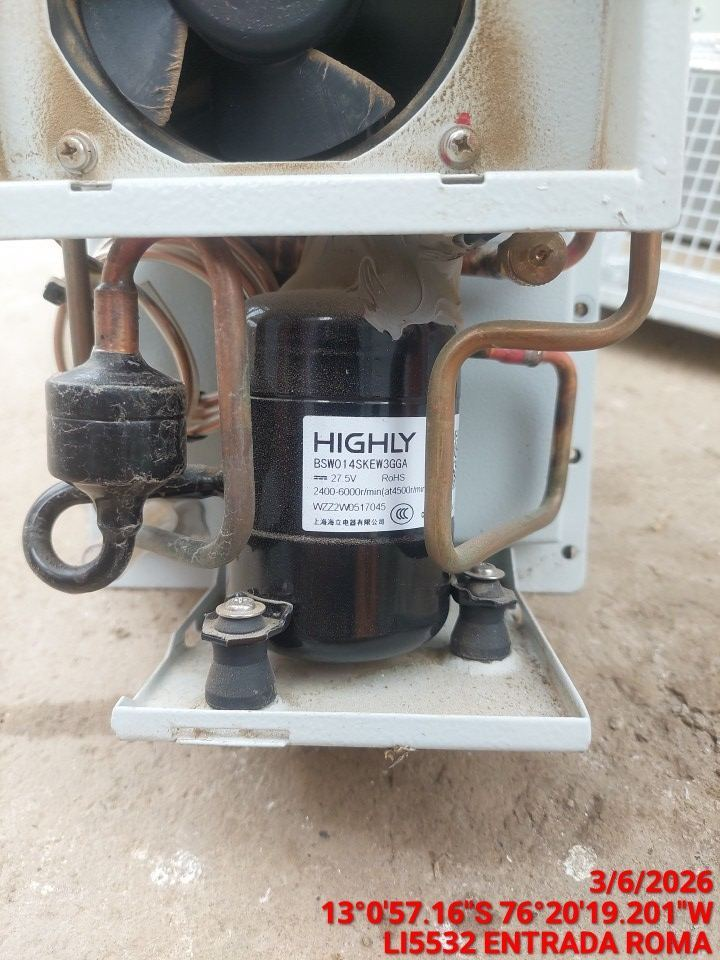 HIGHLY
BSW014SKEW3GGA
27.5V RoHS
2400-6000r/min(at4500r/min
WZZ2W0517045
上海海立电器有限公司
3/6/2026
13°0'57.16"S 76°20'19.201"W
LI5532 ENTRADA ROMA